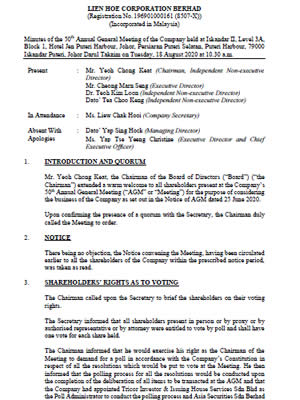 LIEN HOE CORPORATION BERHAD
(Registration No. 196901000161 (8507-X))
(Incorporated in Malaysia)
Minutes of the 50th Annual General Meeting of the Company held at Iskandar II, Level 3A,
Block 1, Hotel Jen Puteri Harbour, Johor, Persiaran Puteri Selatan, Puteri Harbour, 79000
Iskandar Puteri, Johor Darul Takzim on Tuesday, 18 August 2020 at 10.30 a.m.
Present : Mr. Yeoh Chong Keat (Chairman, Independent Non-executive
Director)
Mr. Cheong Marn Seng (Executive Director)
Dr. Teoh Kim Loon (Independent Non-executive Director)
Dato' Tea Choo Keng (Independent Non-executive Director)
In Attendance : Ms. Liew Chak Hooi (Company Secretary)
Absent With : Dato' Yap Sing Hock (Managing Director)
Apologies Ms. Yap Tse Yeeng Christine (Executive Director and Chief
Executive Officer)
1. INTRODUCTION AND QUORUM
Mr. Yeoh Chong Keat, the Chairman of the Board of Directors ("Board") ("the
Chairman") extended a warm welcome to all shareholders present at the Company's
50th Annual General Meeting ("AGM" or "Meeting") for the purpose of considering
the business of the Company as set out in the Notice of AGM dated 25 June 2020.
Upon confirming the presence of a quorum with the Secretary, the Chairman duly
called the Meeting to order.
2. NOTICE
There being no objection, the Notice convening the Meeting, having been circulated
earlier to all the shareholders of the Company within the prescribed notice period,
was taken as read.
3. SHAREHOLDERS' RIGHTS AS TO VOTING
The Chairman called upon the Secretary to brief the shareholders on their voting
rights.
The Secretary informed that all shareholders present in person or by proxy or by
authorised representative or by attorney were entitled to vote by poll and shall have
one vote for each share held.
The Chairman informed that he would exercise his right as the Chairman of the
Meeting to demand for a poll in accordance with the Company's Constitution in
respect of all the resolutions which would be put to vote at the Meeting. He then
informed that the polling process for all the resolutions would be conducted upon
the completion of the deliberation of all items to be transacted at the AGM and that
the Company had appointed Tricor Investor & Issuing House Services Sdn Bhd as
the Poll Administrator to conduct the polling process and Asia Securities Sdn Berhad